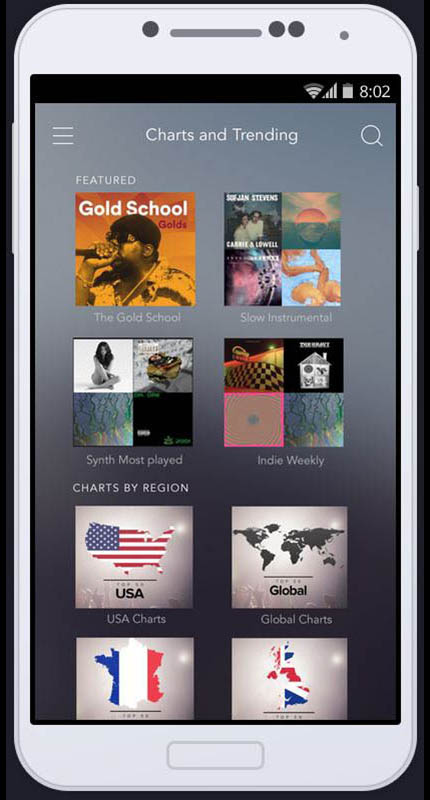 8:02
Charts and Trending
FEATURED
Gold School
Golds
SUFJAN STEVENS
CARRIE & LOWELL
The Gold School
Slow Instrumental
Synth Most played
Indie Weekly
CHARTS BY REGION
TOP 50
USA
TOP 50
Global
USA Charts
Global Charts
TOP 50
TOP 50